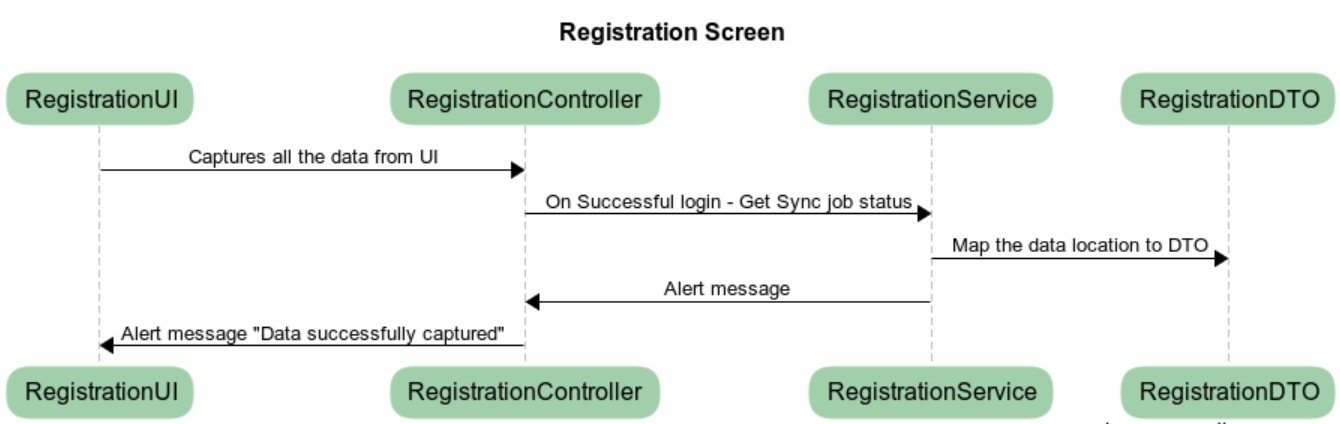 Registration Screen
RegistrationUI RegistrationController RegistrationService RegistrationDTO
Captures all the data from UI
On Successful login - Get Sync job status
Map the data location to DTO
Alert message
Alert message "Data successfully captured"
RegistrationUI RegistrationController RegistrationService RegistrationDTO